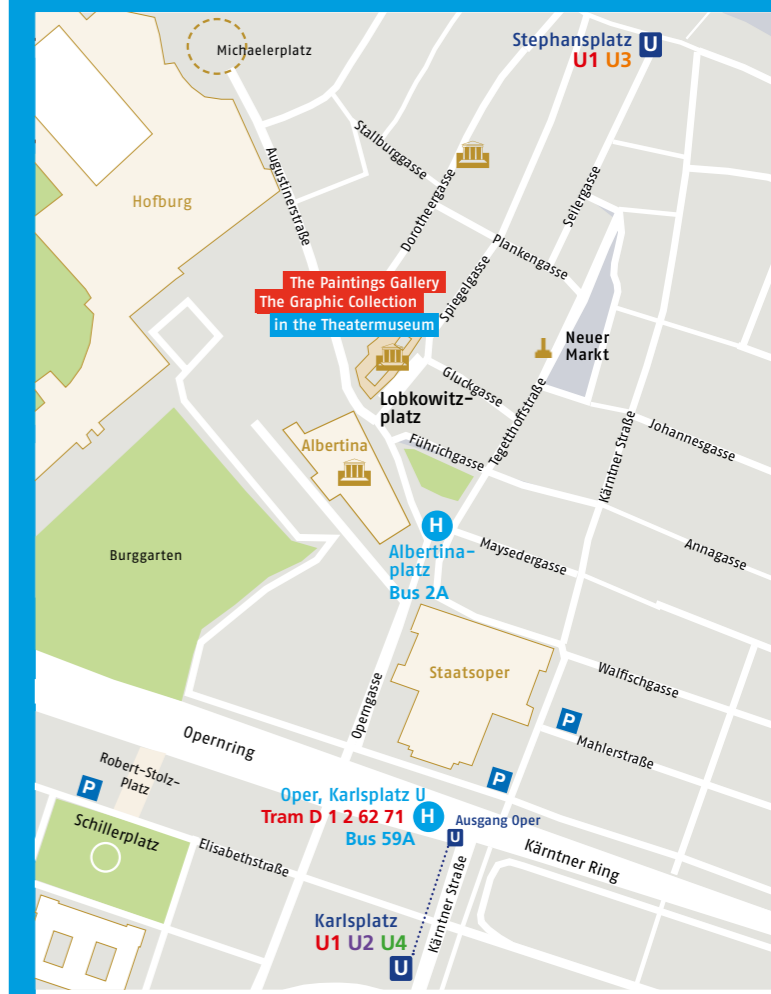 Michaelerplatz
Stephansplatz U
U1 U3
Stallburggasse
Augustinerstraße
Dorotheergasse
Seilergasse
Hofburg
Plankengasse
Spiegelgasse
The Paintings Gallery
The Graphic Collection
in the Theatermuseum
Neuer
Markt
Gluckgasse
Lobkowitz-
platz
Tegetthoffstraße
Kärntner Straße
Johannesgasse
Führichgasse
Albertina
H
Albertina-
platz
Bus 2A
Maysedergasse
Annagasse
Burggarten
Staatsoper
Walfischgasse
Operngasse
P
Mahlerstraße
Opernring
Robert-Stolz-
Platz
P
P
Oper, Karlsplatz U
Tram D 1 2 62 71 H
Bus 59A
Ausgang Oper
U
Schillerplatz
Elisabethstraße
Kärntner Ring
Kärntner Straße
Karlsplatz
U1 U2 U4
U